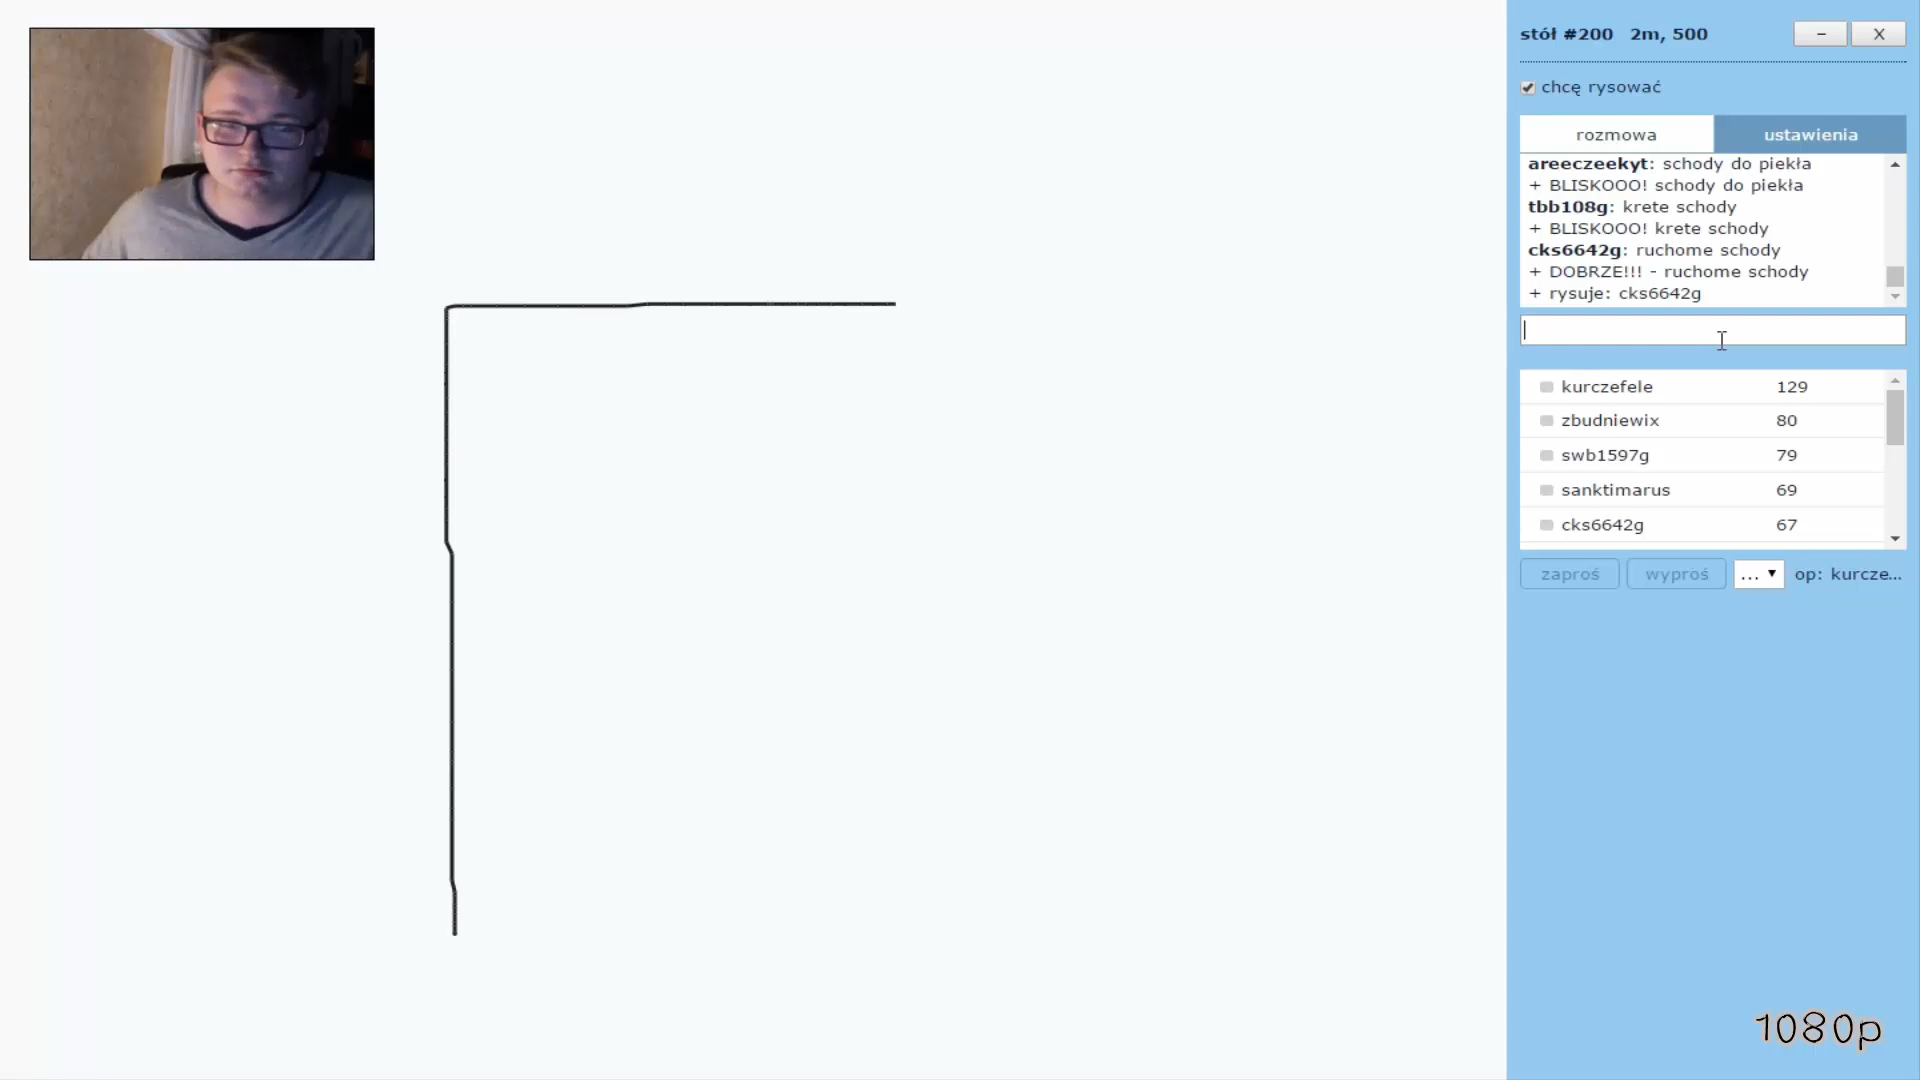 stół #200 2m, 500
– X
chcę rysować
rozmowa ustawienia
areeczeekyt: schody do piekła
+ BLISKOOO! schody do piekła
tbb108g: krete schody
+ BLISKOOO! krete schody
cks6642g: ruchome schody
+ DOBRZE!!! - ruchome schody
+ rysuje: cks6642g
kurczefele 129
zbudniewix 80
swb1597g 79
sanktimarus 69
cks6642g 67
zaproś wyproś ... op: kurcze...
1080p